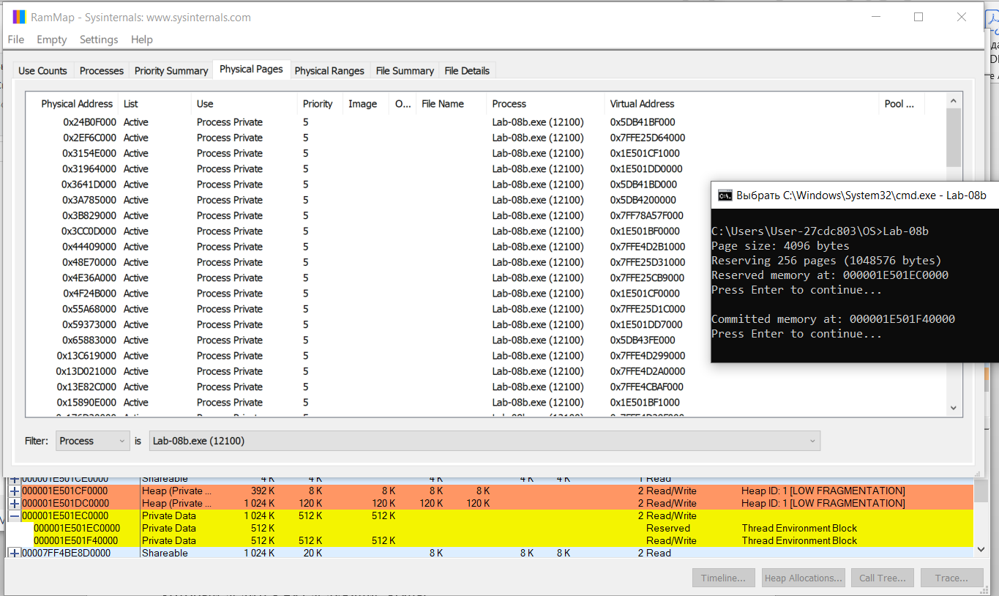 RamMap - Sysinternals: www.sysinternals.com
File Empty Settings Help
Use Counts Processes Priority Summary Physical Pages Physical Ranges File Summary File Details
Physical Address List Use Priority Image O... File Name Process Virtual Address Pool ...
0x24B0F000 Active Process Private 5 Lab-08b.exe (12100) 0x5DB41BF000
0x2EF6C000 Active Process Private 5 Lab-08b.exe (12100) 0x7FFE25D64000
0x3154E000 Active Process Private 5 Lab-08b.exe (12100) 0x1E501CF1000
0x31964000 Active Process Private 5 Lab-08b.exe (12100) 0x1E501DD0000
0x3641D000 Active Process Private 5 Lab-08b.exe (12100) 0x5DB41BD000
0x3A785000 Active Process Private 5 Lab-08b.exe (12100) 0x5DB4200000
0x3B829000 Active Process Private 5 Lab-08b.exe (12100) 0x7FF78A57F000
0x3CC0D000 Active Process Private 5 Lab-08b.exe (12100) 0x1E501BF0000
0x44409000 Active Process Private 5 Lab-08b.exe (12100) 0x7FFE4D2B1000
0x48E70000 Active Process Private 5 Lab-08b.exe (12100) 0x7FFE25D31000
0x4E36A000 Active Process Private 5 Lab-08b.exe (12100) 0x7FFE25CB9000
0x4F24B000 Active Process Private 5 Lab-08b.exe (12100) 0x1E501CF0000
0x55A68000 Active Process Private 5 Lab-08b.exe (12100) 0x7FFE25D1C000
0x59373000 Active Process Private 5 Lab-08b.exe (12100) 0x1E501DD7000
0x65883000 Active Process Private 5 Lab-08b.exe (12100) 0x5DB43FE000
0x13C619000 Active Process Private 5 Lab-08b.exe (12100) 0x7FFE4D299000
0x13D021000 Active Process Private 5 Lab-08b.exe (12100) 0x7FFE4D2A0000
0x13E82C000 Active Process Private 5 Lab-08b.exe (12100) 0x7FFE4CBAF000
0x15890E000 Active Process Private 5 Lab-08b.exe (12100) 0x1E501BF1000
Filter: Process is Lab-08b.exe (12100)
Выбрать C:\Windows\System32\cmd.exe - Lab-08b
C:\Users\User-27cdc803\OS>Lab-08b
Page size: 4096 bytes
Reserving 256 pages (1048576 bytes)
Reserved memory at: 000001E501EC0000
Press Enter to continue...
Committed memory at: 000001E501F40000
Press Enter to continue...
000001E501CE0000 Shareable 4 K 4 K 4 K 4 K 4 K 1 Read
000001E501CF0000 Heap (Private ... 392 K 8 K 8 K 8 K 8 K 2 Read/Write Heap ID: 1 [LOW FRAGMENTATION]
000001E501DC0000 Heap (Private ... 1 024 K 120 K 120 K 120 K 120 K 2 Read/Write Heap ID: 1 [LOW FRAGMENTATION]
000001E501EC0000 Private Data 1 024 K 512 K 512 K 2 Read/Write
000001E501EC0000 Private Data 512 K Reserved Thread Environment Block
000001E501F40000 Private Data 512 K 512 K 512 K Read/Write Thread Environment Block
00007FF4BE8D0000 Shareable 1 024 K 20 K 8 K 8 K 8 K 2 Read
Timeline... Heap Allocations... Call Tree... Trace...